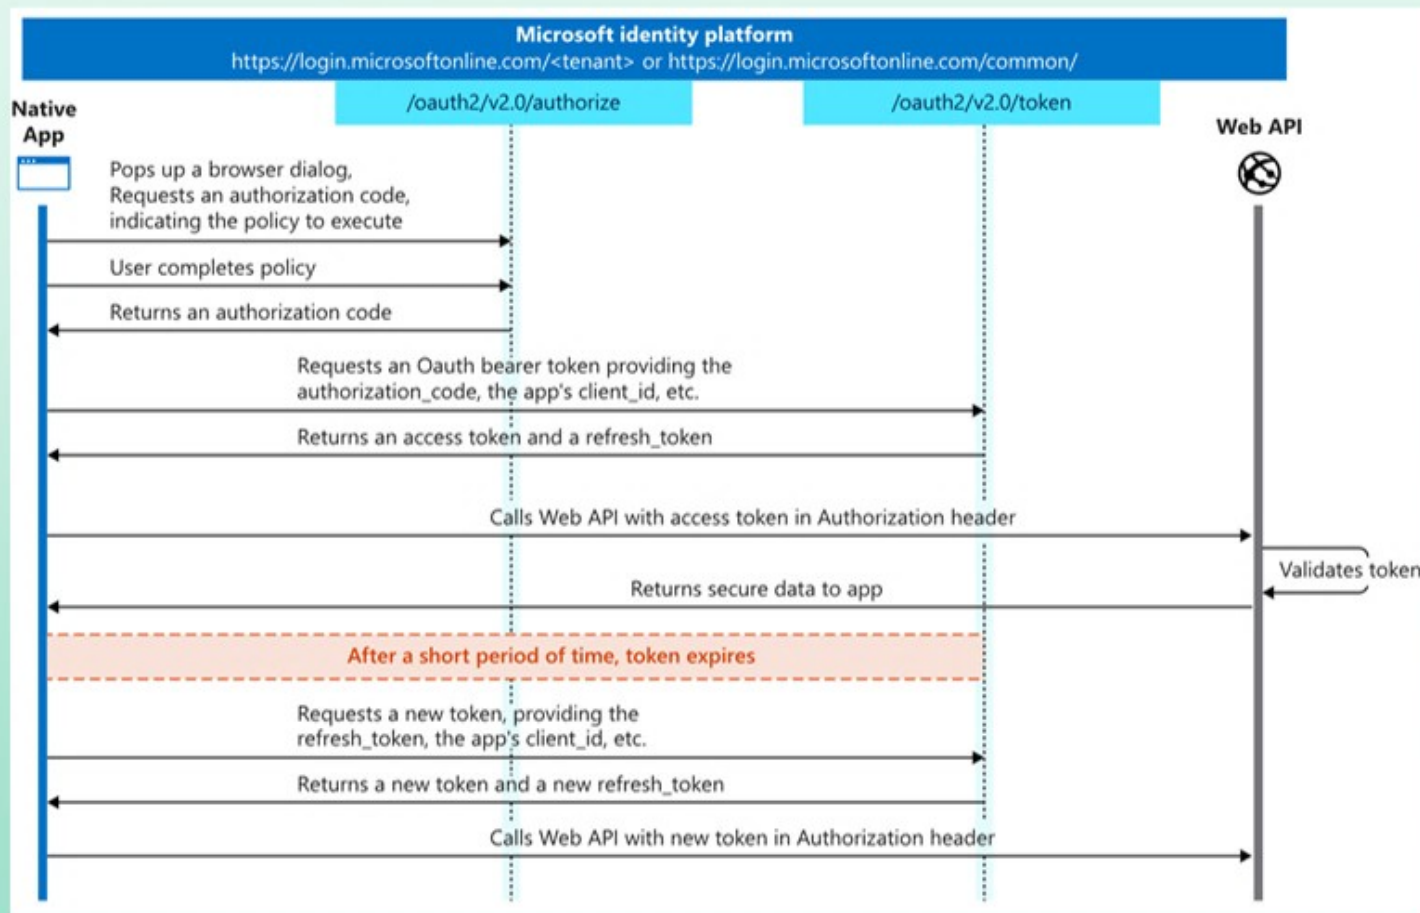 Microsoft identity platform
https://login.microsoftonline.com/<tenant> or https://login.microsoftonline.com/common/
/oauth2/v2.0/authorize
/oauth2/v2.0/token
Native
App
Web API
Pops up a browser dialog,
Requests an authorization code,
indicating the policy to execute
User completes policy
Returns an authorization code
Requests an Oauth bearer token providing the
authorization_code, the app's client_id, etc.
Returns an access token and a refresh_token
Calls Web API with access token in Authorization header
Validates token
Returns secure data to app
After a short period of time, token expires
Requests a new token, providing the
refresh_token, the app's client_id, etc.
Returns a new token and a new refresh_token
Calls Web API with new token in Authorization header